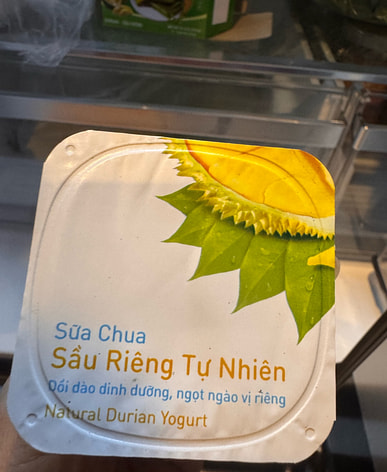 Sữa Chua
Sầu Riêng Tự Nhiên
Dồi dào dinh dưỡng, ngọt ngào vị riêng
Natural Durian Yogurt